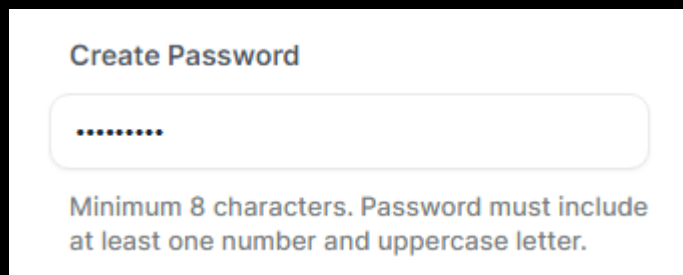 Create Password
•••••••••
Minimum 8 characters. Password must include
at least one number and uppercase letter.